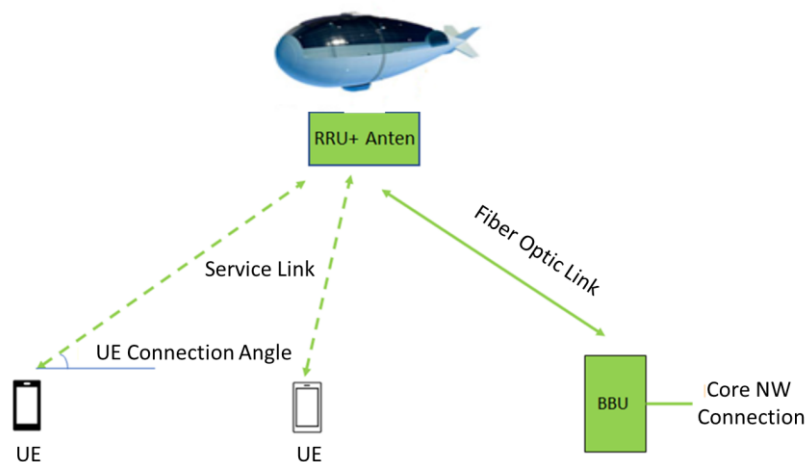 RRU+ Anten
Fiber Optic Link
Service Link
UE Connection Angle
BBU
Core NW
Connection
UE
UE